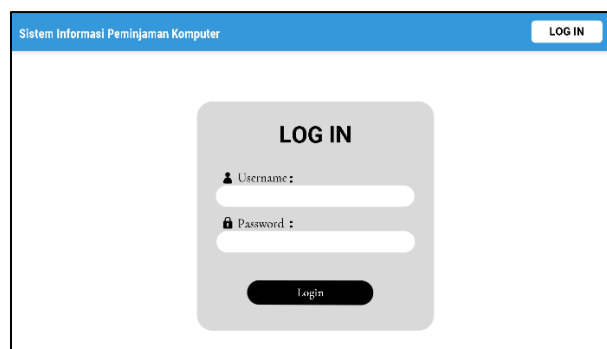 Sistem Informasi Peminjaman Komputer
LOG IN
LOG IN
Username :
Password :
Login